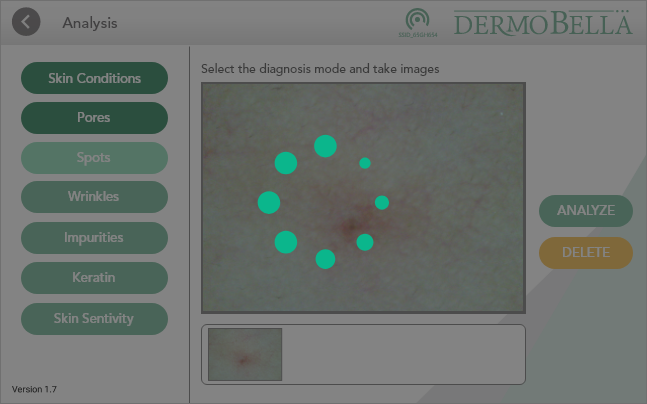 Analysis
DERMOBELLA
Select the diagnosis mode and take images
Skin Conditions
Pores
Spots
Wrinkles
Impurities
Keratin
Skin Sentivity
ANALYZE
DELETE
Version 1.7